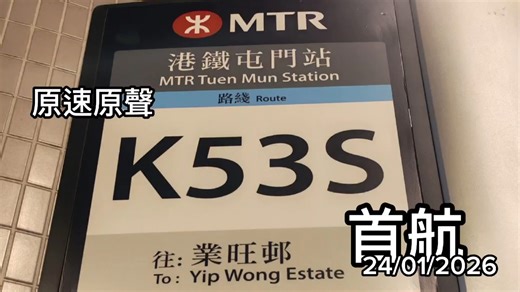 MTR
港鐵屯門站
MTR Tuen Mun Station
路綫 Route
原速原聲
K53S
首航
往: 業旺邨
To: Yip Wong Estate
24/01/2026